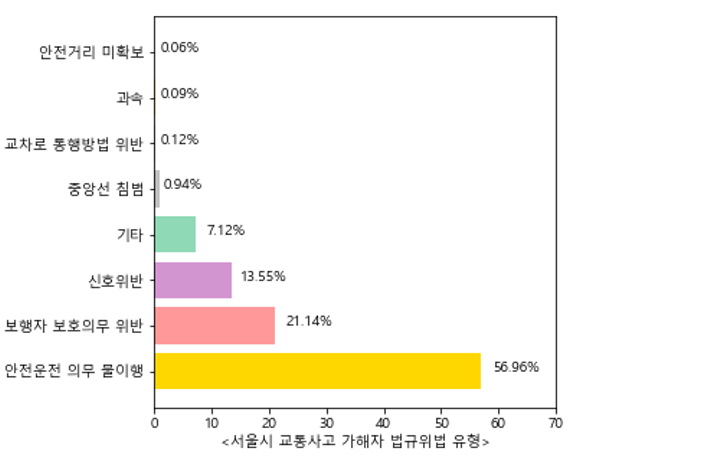 안전거리 미확보 0.06%
과속 0.09%
교차로 통행방법 위반 0.12%
중앙선 침범 0.94%
기타 7.12%
신호위반 13.55%
보행자 보호의무 위반 21.14%
안전운전 의무 물이행 56.96%
0 10 20 30 40 50 60 70
<서울시 교통사고 가해자 법규위법 유형>